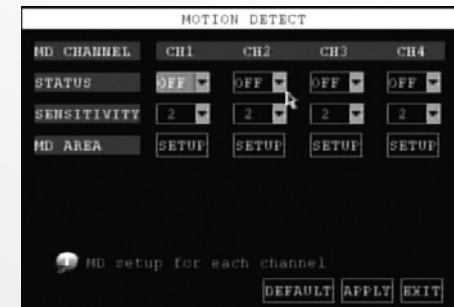 MOTION DETECT
MD CHANNEL CH1 CH2 CH3 CH4
STATUS OFF OFF OFF OFF
SENSITIVITY 2 2 2 2
MD AREA SETUP SETUP SETUP SETUP
MD setup for each channel
DEFAULT APPLY EXIT